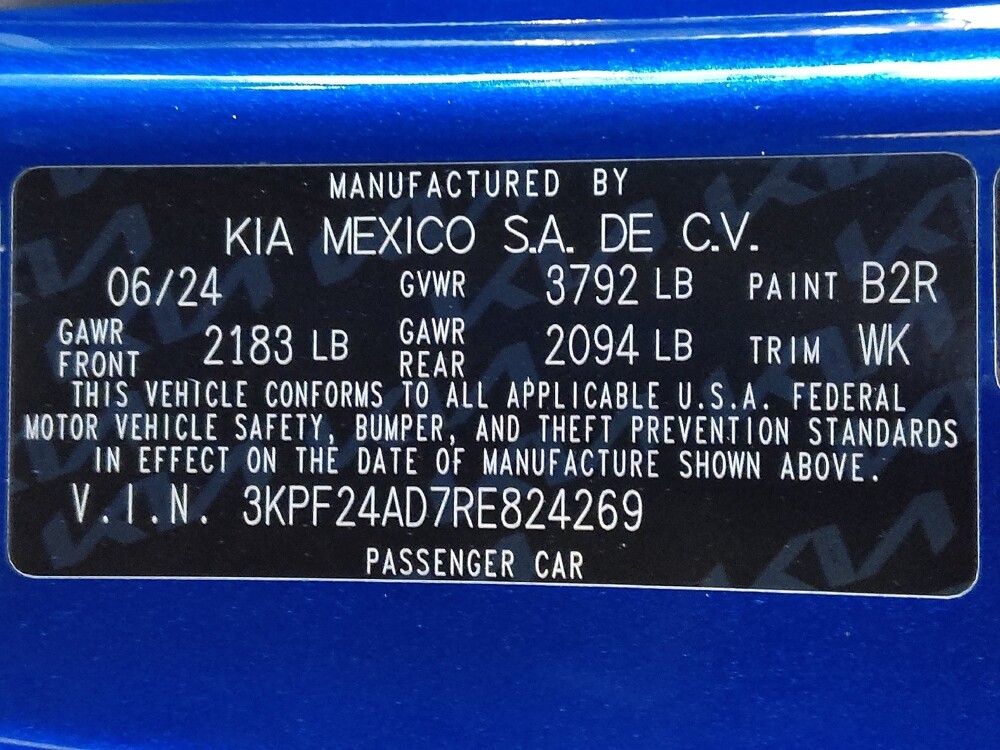 MANUFACTURED BY
KIA MEXICO S.A. DE C.V.
06/24 GVWR 3792 LB PAINT B2R
GAWR FRONT 2183 LB GAWR REAR 2094 LB TRIM WK
THIS VEHICLE CONFORMS TO ALL APPLICABLE U.S.A. FEDERAL
MOTOR VEHICLE SAFETY, BUMPER, AND THEFT PREVENTION STANDARDS
IN EFFECT ON THE DATE OF MANUFACTURE SHOWN ABOVE.
V.I.N. 3KPF24AD7RE824269
PASSENGER CAR